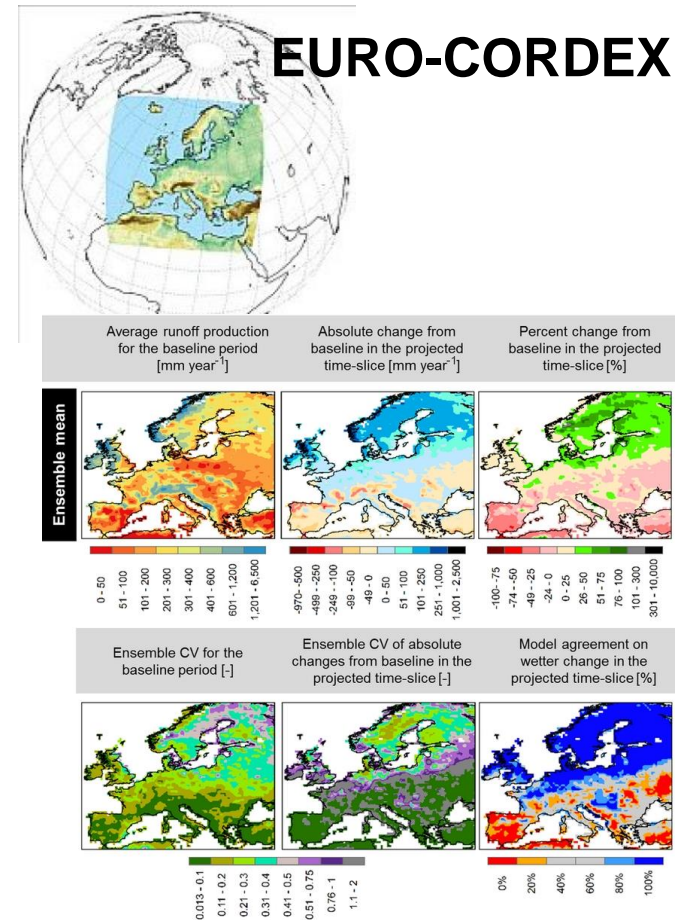 EURO-CORDEX
Average runoff production
for the baseline period
[mm year-1]
Absolute change from
baseline in the projected
time-slice [mm year-1]
Percent change from
baseline in the projected
time-slice [%]
Ensemble mean
0 - 50
51 - 100
101 - 200
201 - 300
301 - 400
401 - 600
601 - 1,200
1,201 - 6,500
-970--500
-499--250
-249--100
-99--50
-49-0
0-50
51-100
101-250
251-1,000
1,001-2,500
-100--75
-74--50
-49--25
-24-0
0-25
26-50
51-75
76-100
101-300
301-10,000
Ensemble CV for the
baseline period [-]
Ensemble CV of absolute
changes from baseline in the
projected time-slice [-]
Model agreement on
wetter change in the
projected time-slice [%]
0.013 - 0.1
0.11 - 0.2
0.21 - 0.3
0.31 - 0.4
0.41 - 0.5
0.51 - 0.75
0.76 - 1
1.1 - 2
0%
20%
40%
60%
80%
100%